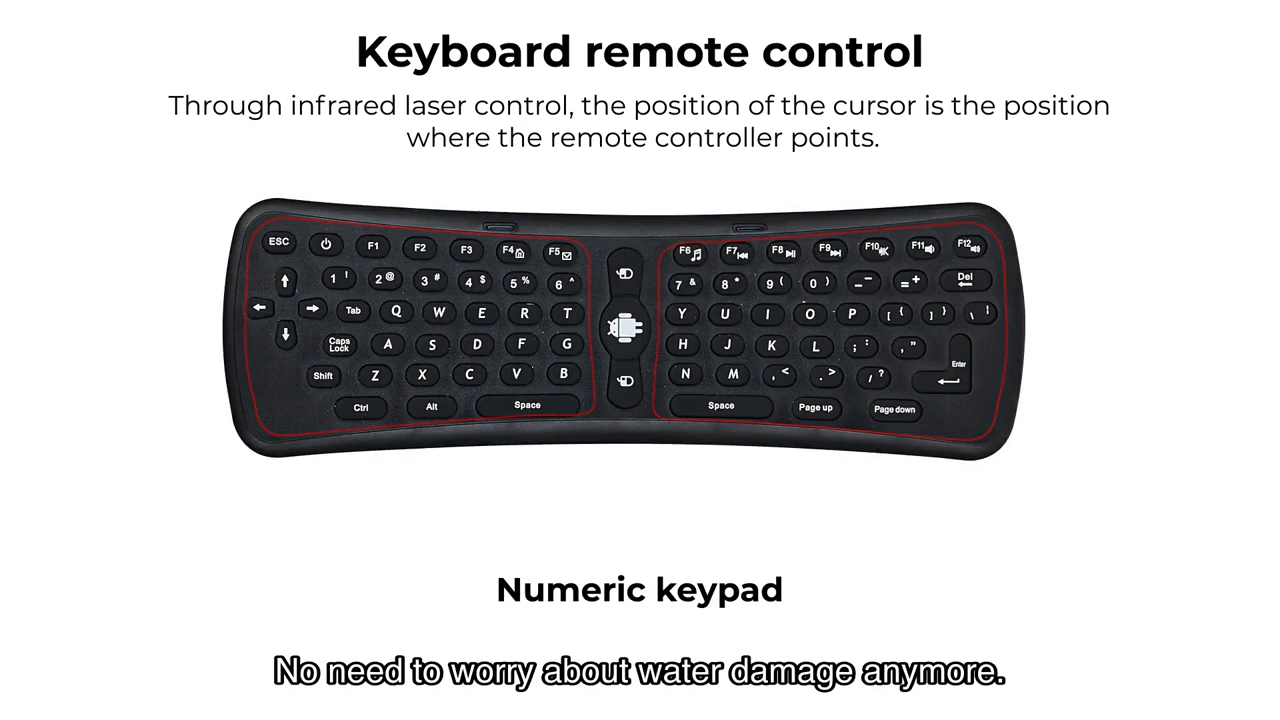 Keyboard remote control
Through infrared laser control, the position of the cursor is the position
where the remote controller points.
ESC F1 F2 F3 F4 F5 F6 F7 F8 F9 F10 F11 F12
1 ! 2 @ 3 # 4 $ 5 % 6 ^ 7 & 8 * 9 ( 0 ) - _ = + Del
Tab Q W E R T Y U I O P [ { ] } \ |
Caps Lock A S D F G H J K L ; : , " Enter
Shift Z X C V B N M , < . > / ?
Ctrl Alt Space Space Page up Page down
Numeric keypad
No need to worry about water damage anymore.